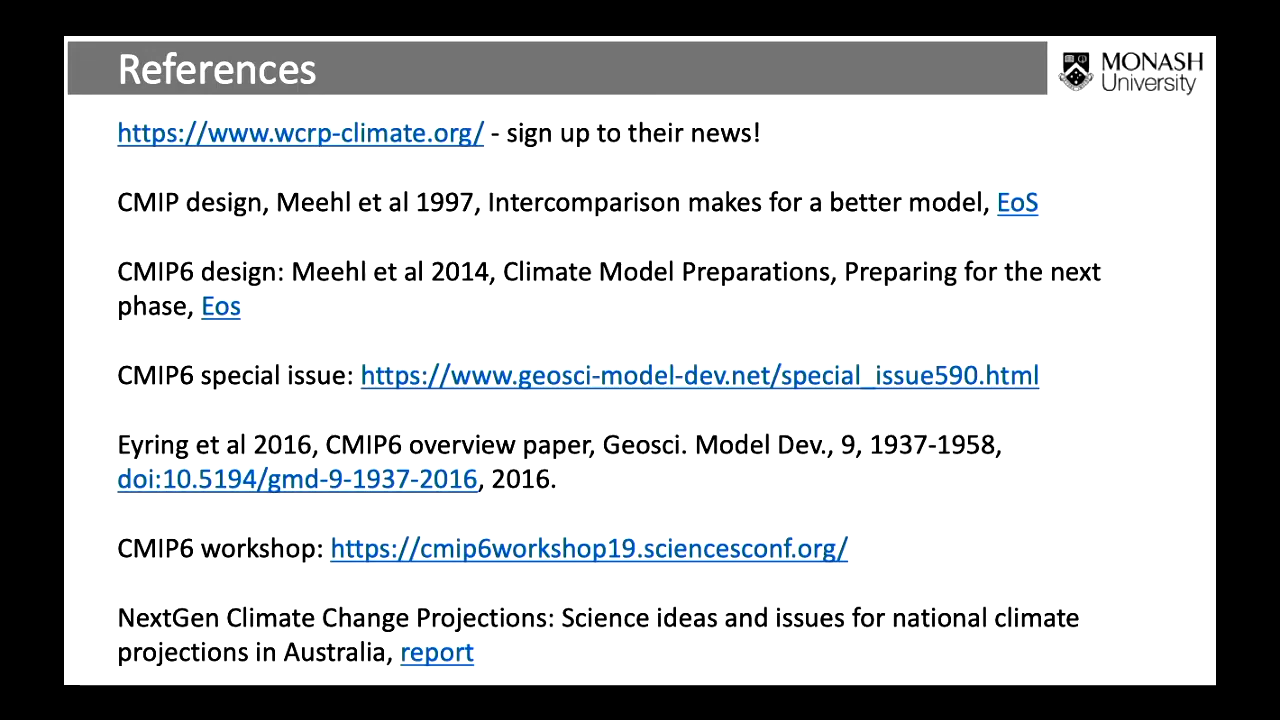 References
MONASH
University
https://www.wcrp-climate.org/ - sign up to their news!
CMIP design, Meehl et al 1997, Intercomparison makes for a better model, EoS
CMIP6 design: Meehl et al 2014, Climate Model Preparations, Preparing for the next
phase, Eos
CMIP6 special issue: https://www.geosci-model-dev.net/special_issue590.html
Eyring et al 2016, CMIP6 overview paper, Geosci. Model Dev., 9, 1937-1958,
doi:10.5194/gmd-9-1937-2016, 2016.
CMIP6 workshop: https://cmip6workshop19.sciencesconf.org/
NextGen Climate Change Projections: Science ideas and issues for national climate
projections in Australia, report